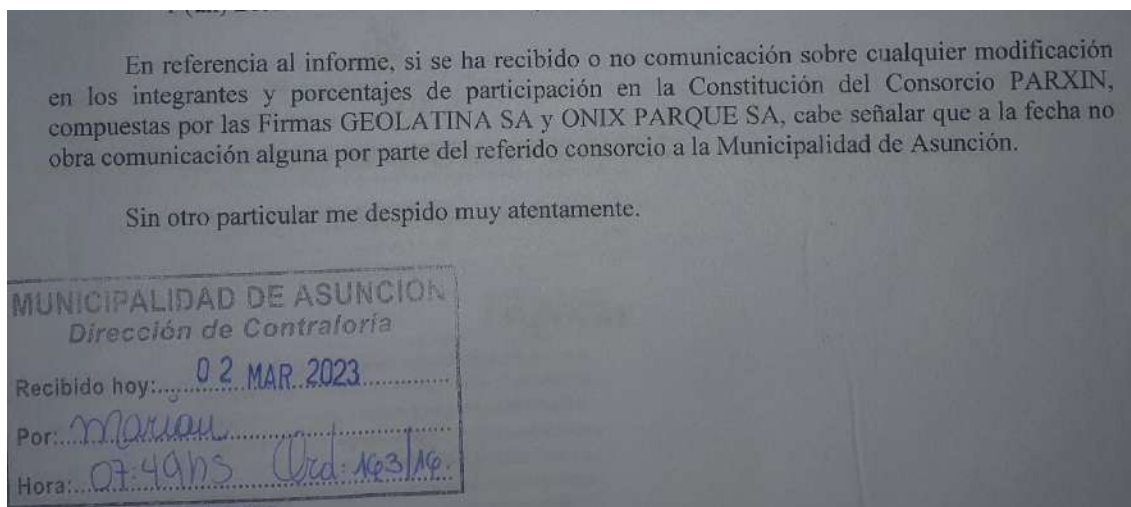 En referencia al informe, si se ha recibido o no comunicación sobre cualquier modificación
en los integrantes y porcentajes de participación en la Constitución del Consorcio PARXIN,
compuestas por las Firmas GEOLATINA SA y ONIX PARQUE SA, cabe señalar que a la fecha no
obra comunicación alguna por parte del referido consorcio a la Municipalidad de Asunción.
Sin otro particular me despido muy atentamente.
MUNICIPALIDAD DE ASUNCION
Dirección de Contraloría
Recibido hoy: 02 MAR. 2023
Por:
Hora: 07:49hs